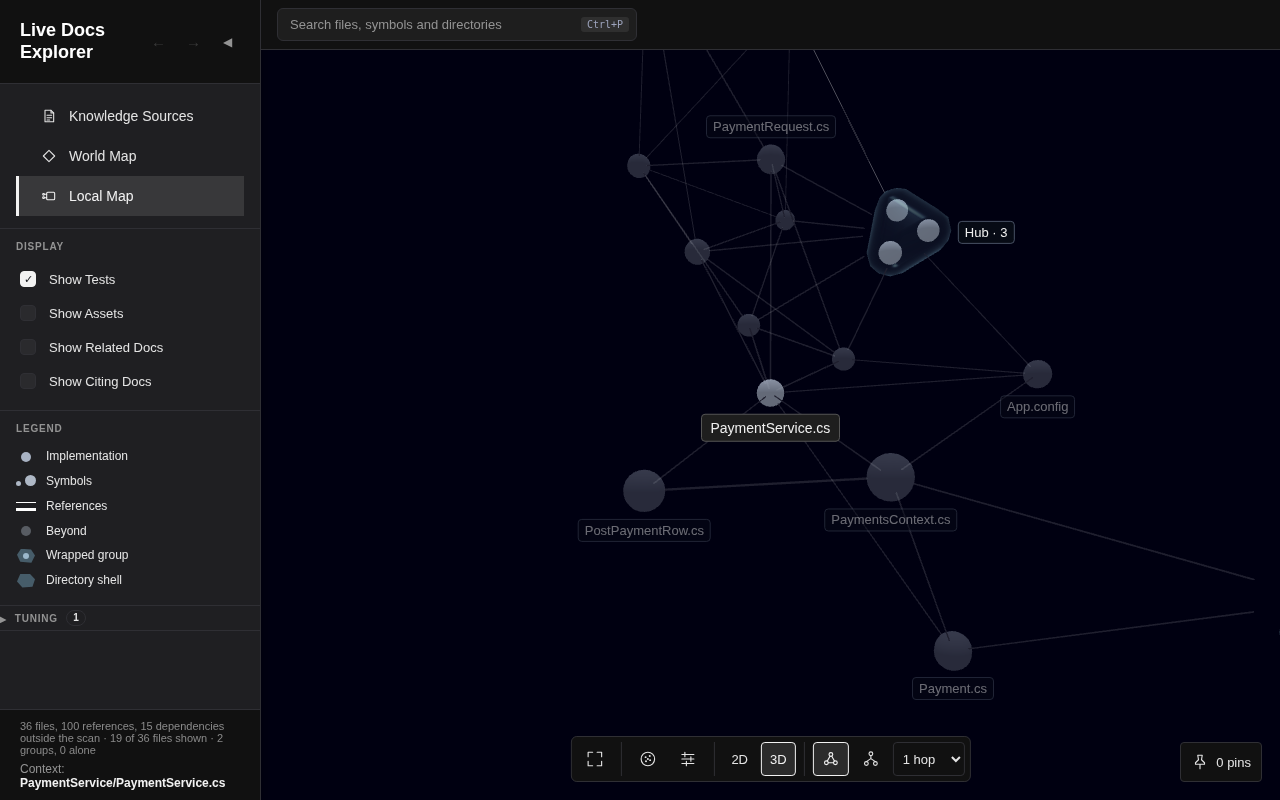 Live Docs
Explorer
Search files, symbols and directories
Ctrl+P
Knowledge Sources
World Map
Local Map
DISPLAY
Show Tests
Show Assets
Show Related Docs
Show Citing Docs
LEGEND
Implementation
Symbols
References
Beyond
Wrapped group
Directory shell
TUNING 1
36 files, 100 references, 15 dependencies
outside the scan · 19 of 36 files shown · 2
groups, 0 alone
Context:
PaymentService/PaymentService.cs
PaymentRequest.cs
Hub · 3
App.config
PaymentService.cs
PostPaymentRow.cs
PaymentsContext.cs
Payment.cs
2D
3D
1 hop
0 pins